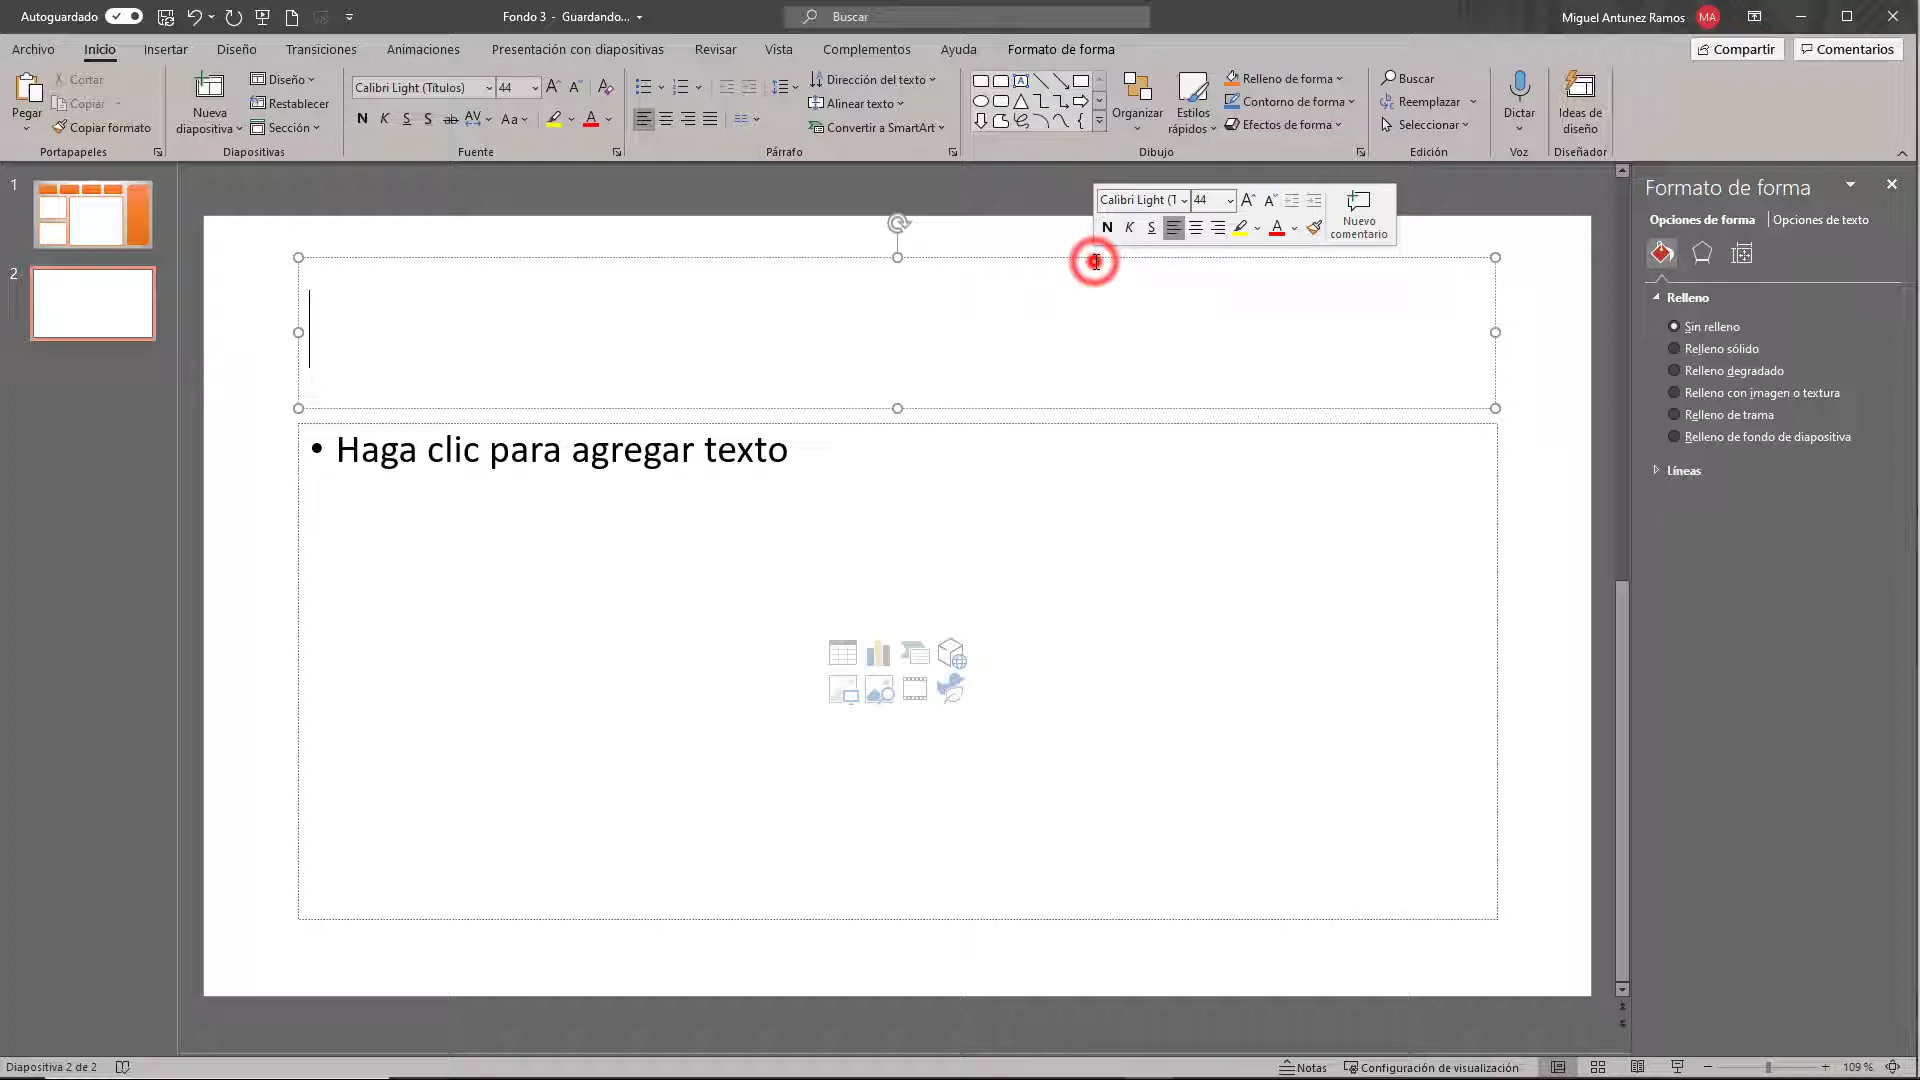 Autoguardado
Fondo 3 - Guardando...
Buscar
Miguel Antunez Ramos
MA
Archivo Inicio Insertar Diseño Transiciones Animaciones Presentación con diapositivas Revisar Vista Complementos Ayuda Formato de forma
Compartir
Comentarios
Pegar
Cortar
Copiar
Copiar formato
Portapapeles
Nueva
diapositiva
Diseño
Restablecer
Sección
Diapositivas
Calibri Light (Títulos)
44
N K S S ab AV Aa A
Fuente
Dirección del texto
Alinear texto
Convertir a SmartArt
Párrafo
Organizar
Estilos
rápidos
Relleno de forma
Contorno de forma
Efectos de forma
Dibujo
Buscar
Reemplazar
Seleccionar
Edición
Dictar
Voz
Ideas de
diseño
Diseñador
1
2
Calibri Light (T
44
N K S A
Nuevo
comentario
Haga clic para agregar texto
Formato de forma
Opciones de forma
Opciones de texto
Relleno
Sin relleno
Relleno sólido
Relleno degradado
Relleno con imagen o textura
Relleno de trama
Relleno de fondo de diapositiva
Líneas
Diapositiva 2 de 2
Notas
Configuración de visualización
109 %